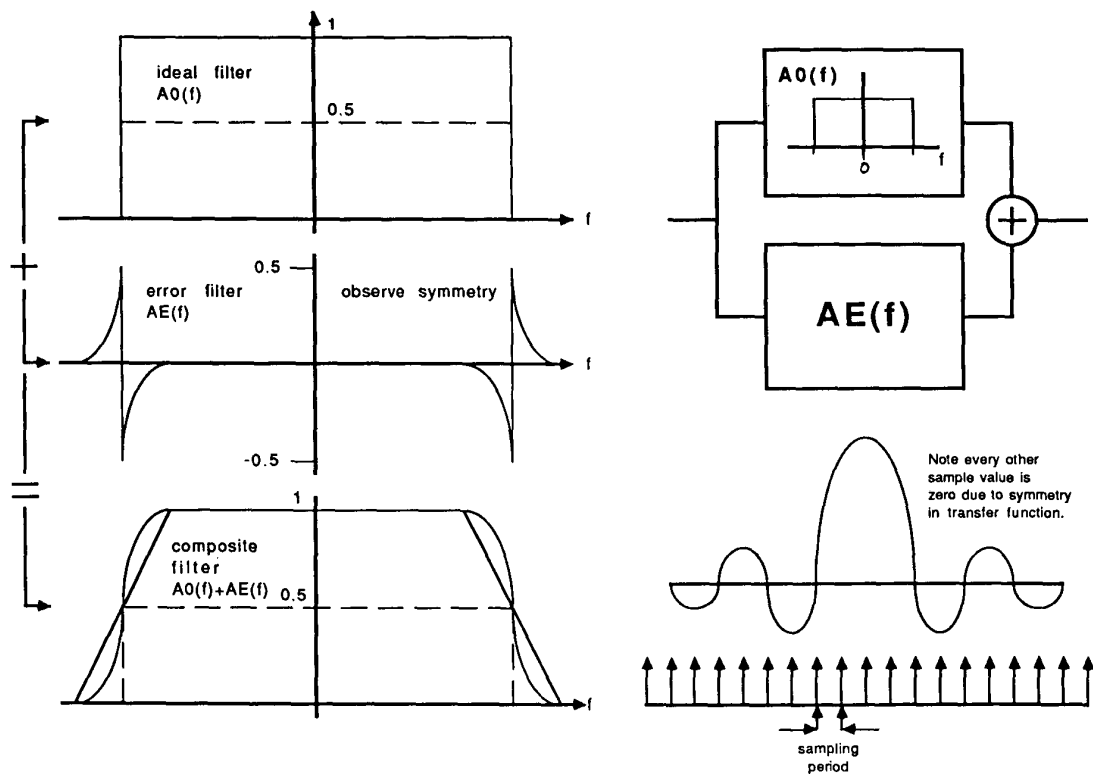 1
ideal filter
A0(f)
0.5
f
+
0.5
error filter
AE(f)
observe symmetry
f
-0.5
=
1
composite
filter
A0(f)+AE(f)
0.5
f
A0(f)
0
f
+
AE(f)
Note every other
sample value is
zero due to symmetry
in transfer function.
sampling
period